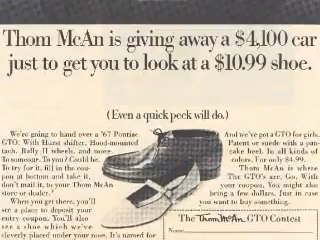 Thom McAn is giving away a $4,100 car
just to get you to look at a $10.99 shoe.
(Even a quick peek will do.)
We're going to hand over a '67 Pontiac
GTO. With Hurst shifter. Hood-mounted
tach. Rally II wheels, and more.
To someone. To you? Could be.
To try for it, fill in the cou-
pon at bottom and take it,
don't mail it, to your Thom McAn
store or dealer.*
When you get there, you'll
see a place to deposit your
entry coupon. You'll also
see a shoe which we've
cleverly placed under your nose. It's named for
And we've got a GTO for girls.
Patent or suede with a pan-
cake heel. In all kinds of
colors. For only $4.99.
Thom McAn is where
The GTO's are. Go. With
your coupon. You might also
bring a few dollars. Just in case
you want to buy something.
The Thom McAn GTO Contest
Name